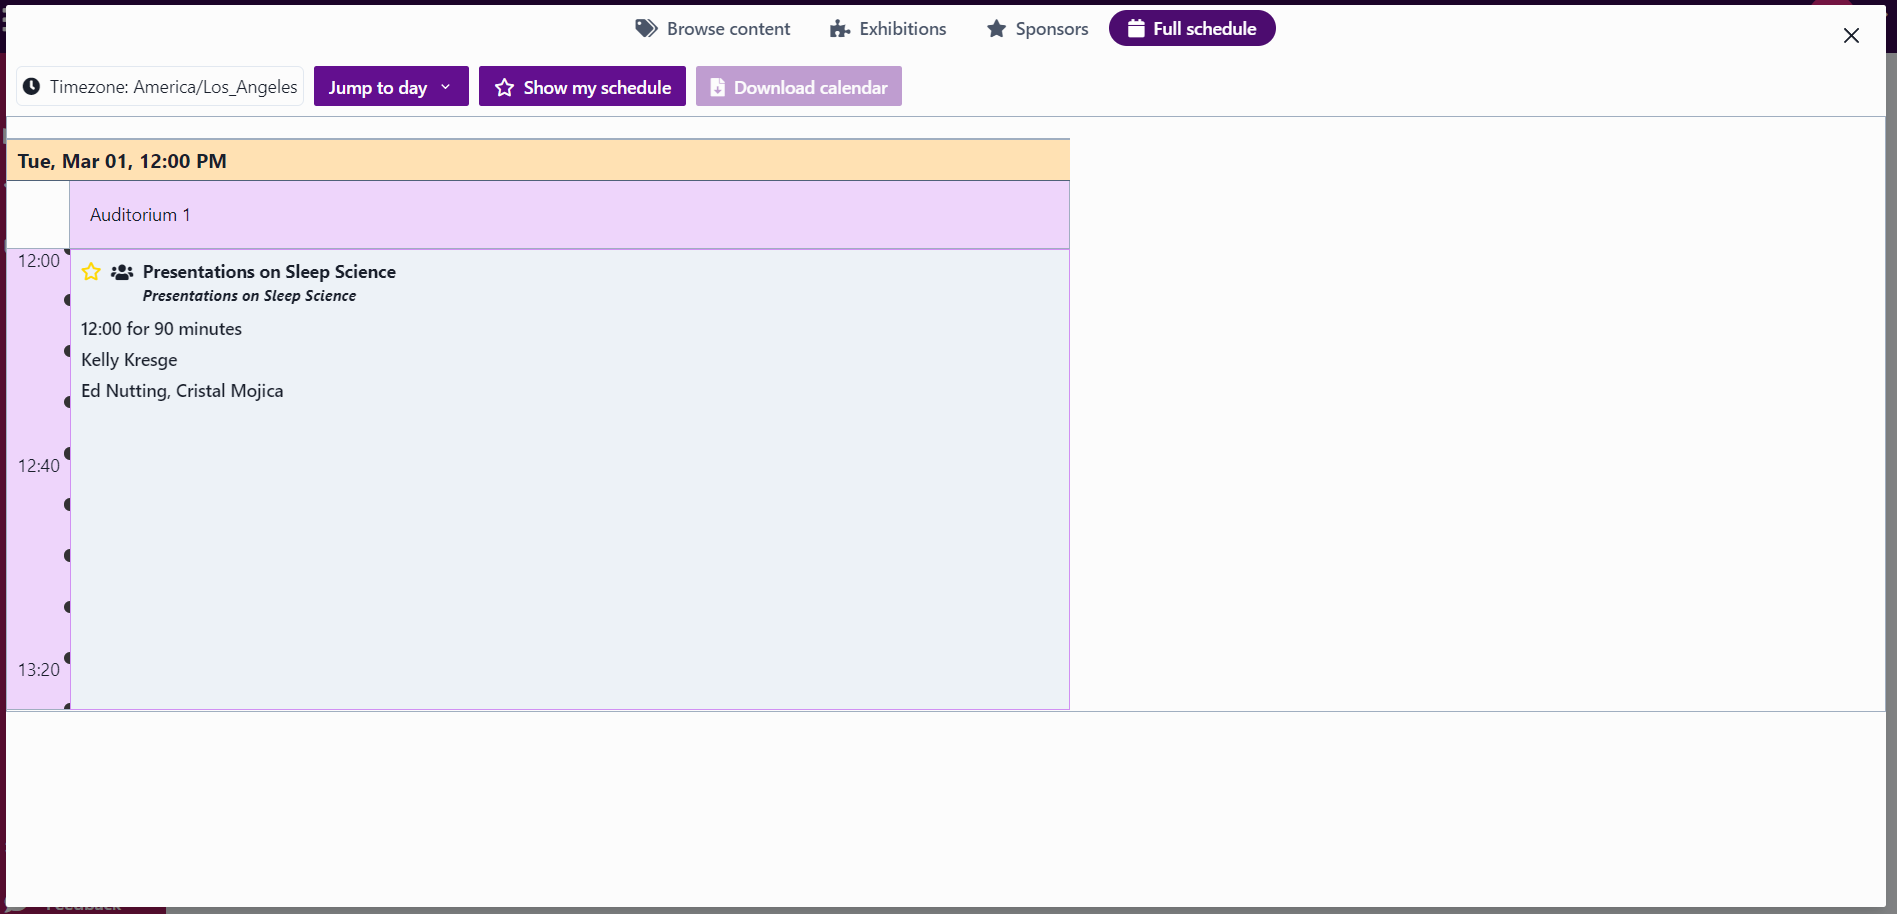 Browse content
Exhibitions
Sponsors
Full schedule
Timezone: America/Los_Angeles
Jump to day
Show my schedule
Download calendar
Tue, Mar 01, 12:00 PM
Auditorium 1
12:00
Presentations on Sleep Science
Presentations on Sleep Science
12:00 for 90 minutes
Kelly Kresge
Ed Nutting, Cristal Mojica
12:40
13:20
Feedback